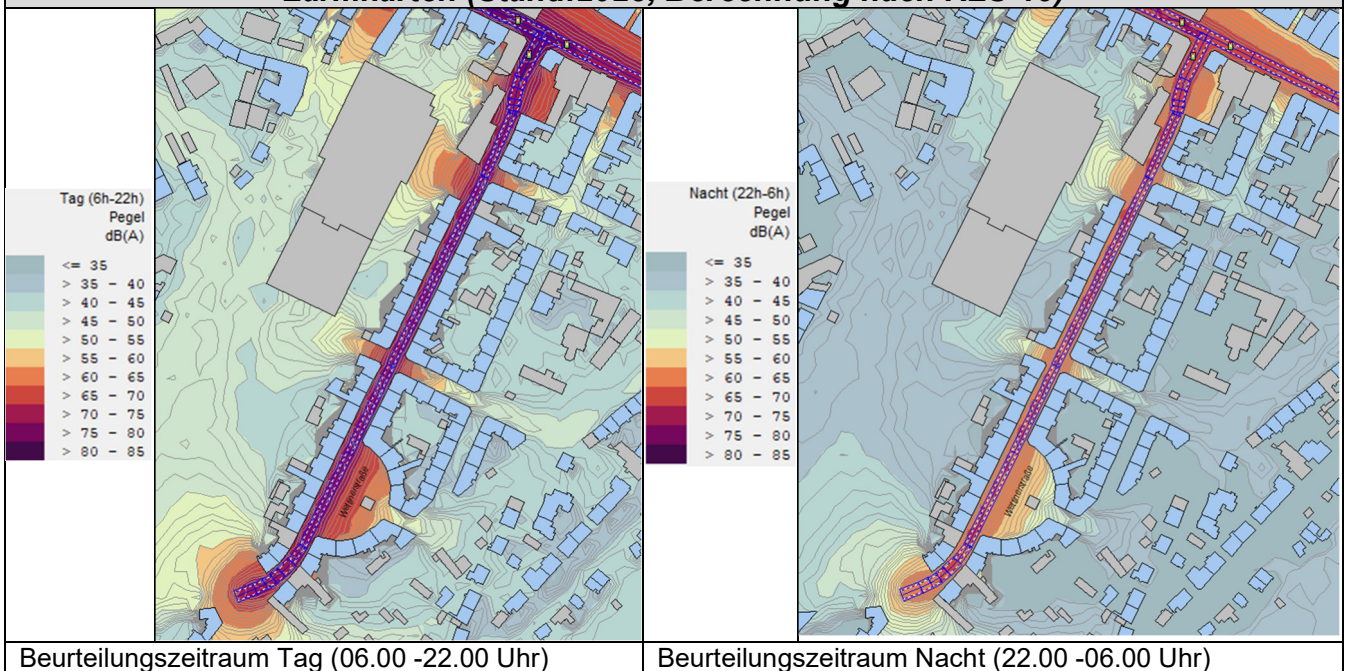 Lärmkarten Berechnung nach
Tag (6h-22h)
Pegel
dB(A)
<= 35
> 35 - 40
> 40 - 45
> 45 - 50
> 50 - 55
> 55 - 60
> 60 - 65
> 65 - 70
> 70 - 75
> 75 - 80
> 80 - 85
Nacht (22h-6h)
Pegel
dB(A)
<= 35
> 35 - 40
> 40 - 45
> 45 - 50
> 50 - 55
> 55 - 60
> 60 - 65
> 65 - 70
> 70 - 75
> 75 - 80
> 80 - 85
Beurteilungszeitraum Tag (06.00 -22.00 Uhr)
Beurteilungszeitraum Nacht (22.00 -06.00 Uhr)